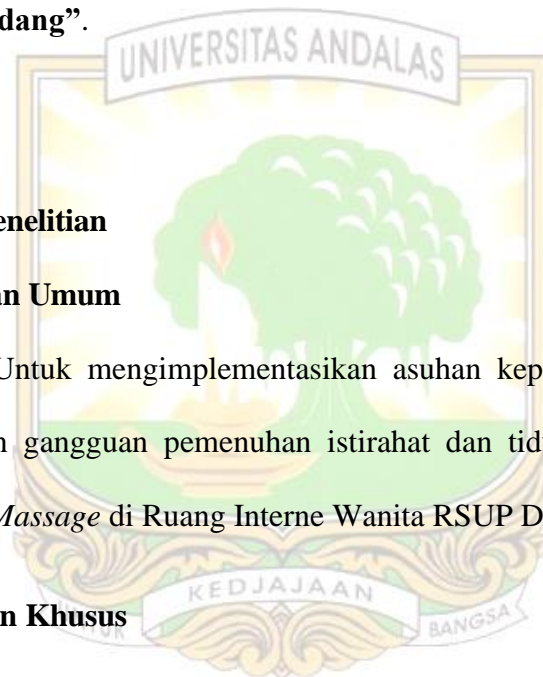 dang”.
UNIVERSITAS ANDALAS
enelitian
an Umum
Untuk mengimplementasikan asuhan kep
n gangguan pemenuhan istirahat dan tid
Massage di Ruang Interne Wanita RSUP D
n Khusus
UNTUK KEDJAJAAN BANGSA